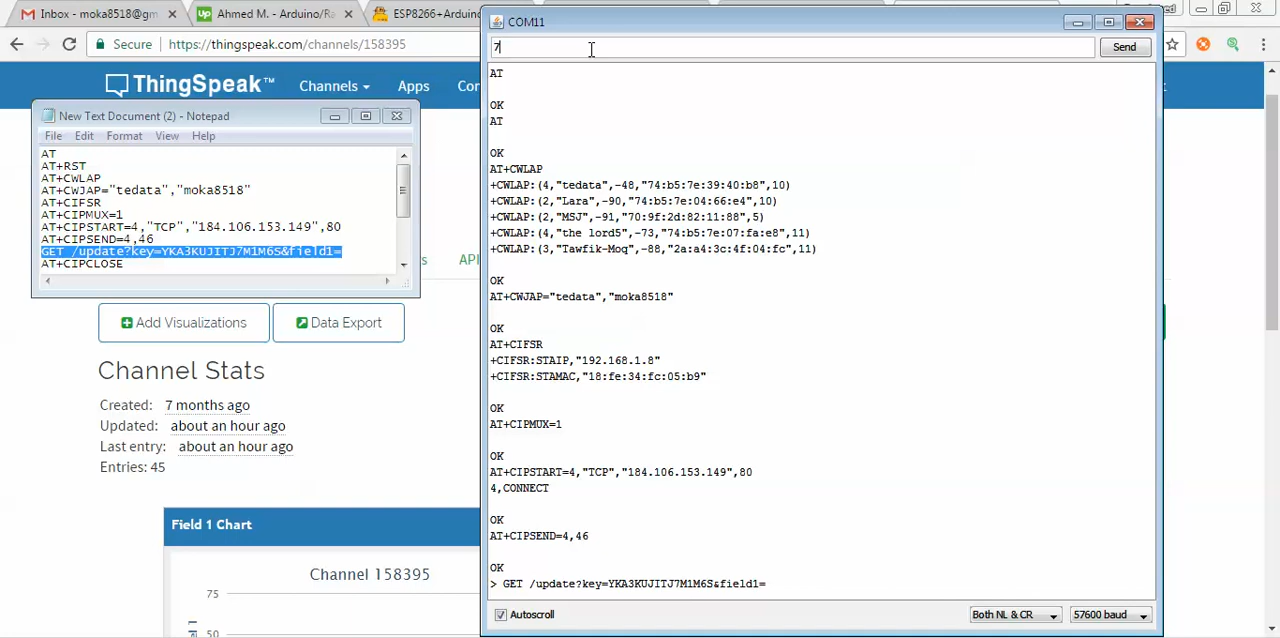 Inbox - moka8518@gm
Ahmed M. - Arduino/Ra
ESP8266+Arduino
COM11
Secure
https://thingspeak.com/channels/158395
7
Send
ThingSpeak™
Channels
Apps
New Text Document (2) - Notepad
File Edit Format View Help
AT
AT+RST
AT+CWLAP
AT+CWJAP="tedata","moka8518"
AT+CIFSR
AT+CIPMUX=1
AT+CIPSTART=4,"TCP","184.106.153.149",80
AT+CIPSEND=4,46
GET /update?key=YKA3KUJITJ7M1M6S&field1=
AT+CIPCLOSE
Add Visualizations
Data Export
Channel Stats
Created: 7 months ago
Updated: about an hour ago
Last entry: about an hour ago
Entries: 45
Field 1 Chart
Channel 158395
75
50
AT
OK
AT
OK
AT+CWLAP
+CWLAP:(4,"tedata",-48,"74:b5:7e:39:40:b8",10)
+CWLAP:(2,"Lara",-90,"74:b5:7e:04:66:e4",10)
+CWLAP:(2,"MSJ",-91,"70:9f:2d:82:11:88",5)
+CWLAP:(4,"the lord5",-73,"74:b5:7e:07:fa:e8",11)
+CWLAP:(3,"Tawfik-Moq",-88,"2a:a4:3c:4f:04:fc",11)
OK
AT+CWJAP="tedata","moka8518"
OK
AT+CIFSR
+CIFSR:STAIP,"192.168.1.8"
+CIFSR:STAMAC,"18:fe:34:fc:05:b9"
OK
AT+CIPMUX=1
OK
AT+CIPSTART=4,"TCP","184.106.153.149",80
4,CONNECT
OK
AT+CIPSEND=4,46
OK
> GET /update?key=YKA3KUJITJ7M1M6S&field1=
Autoscroll
Both NL & CR
57600 baud